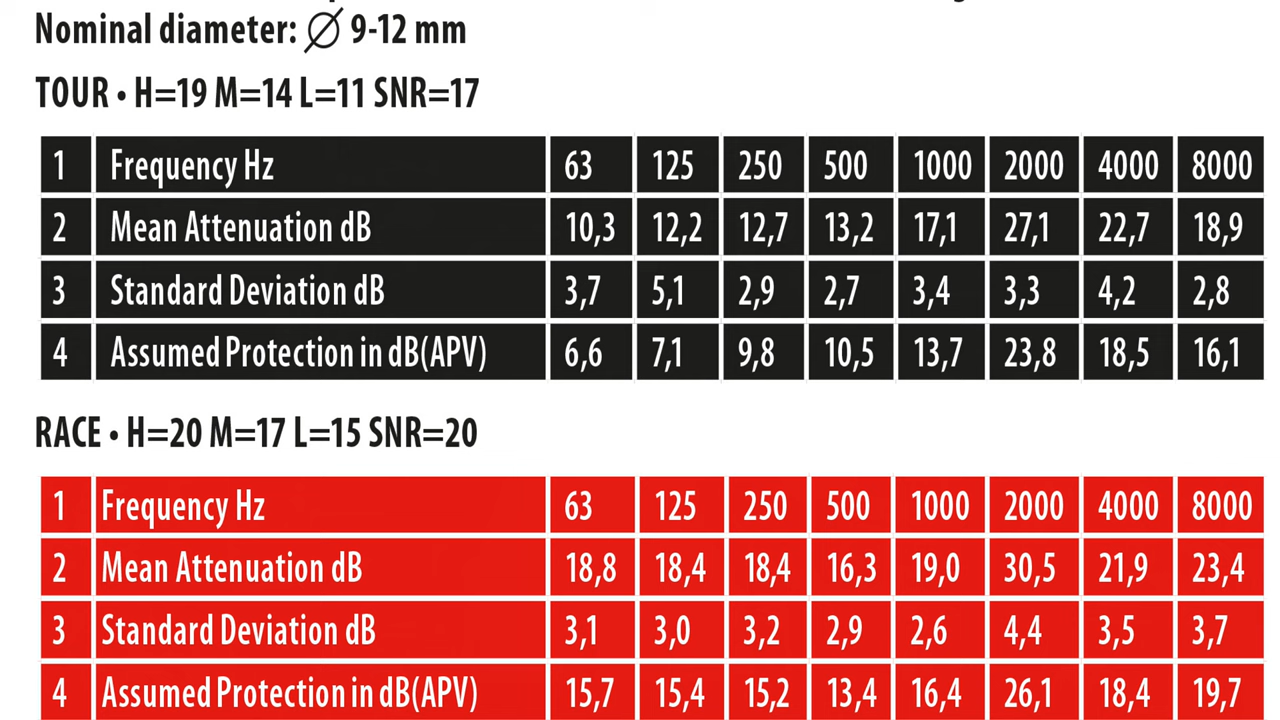 Nominal diameter: ∅ 9-12 mm
TOUR • H=19 M=14 L=11 SNR=17
1 Frequency Hz 63 125 250 500 1000 2000 4000 8000
2 Mean Attenuation dB 10,3 12,2 12,7 13,2 17,1 27,1 22,7 18,9
3 Standard Deviation dB 3,7 5,1 2,9 2,7 3,4 3,3 4,2 2,8
4 Assumed Protection in dB(APV) 6,6 7,1 9,8 10,5 13,7 23,8 18,5 16,1
RACE • H=20 M=17 L=15 SNR=20
1 Frequency Hz 63 125 250 500 1000 2000 4000 8000
2 Mean Attenuation dB 18,8 18,4 18,4 16,3 19,0 30,5 21,9 23,4
3 Standard Deviation dB 3,1 3,0 3,2 2,9 2,6 4,4 3,5 3,7
4 Assumed Protection in dB(APV) 15,7 15,4 15,2 13,4 16,4 26,1 18,4 19,7